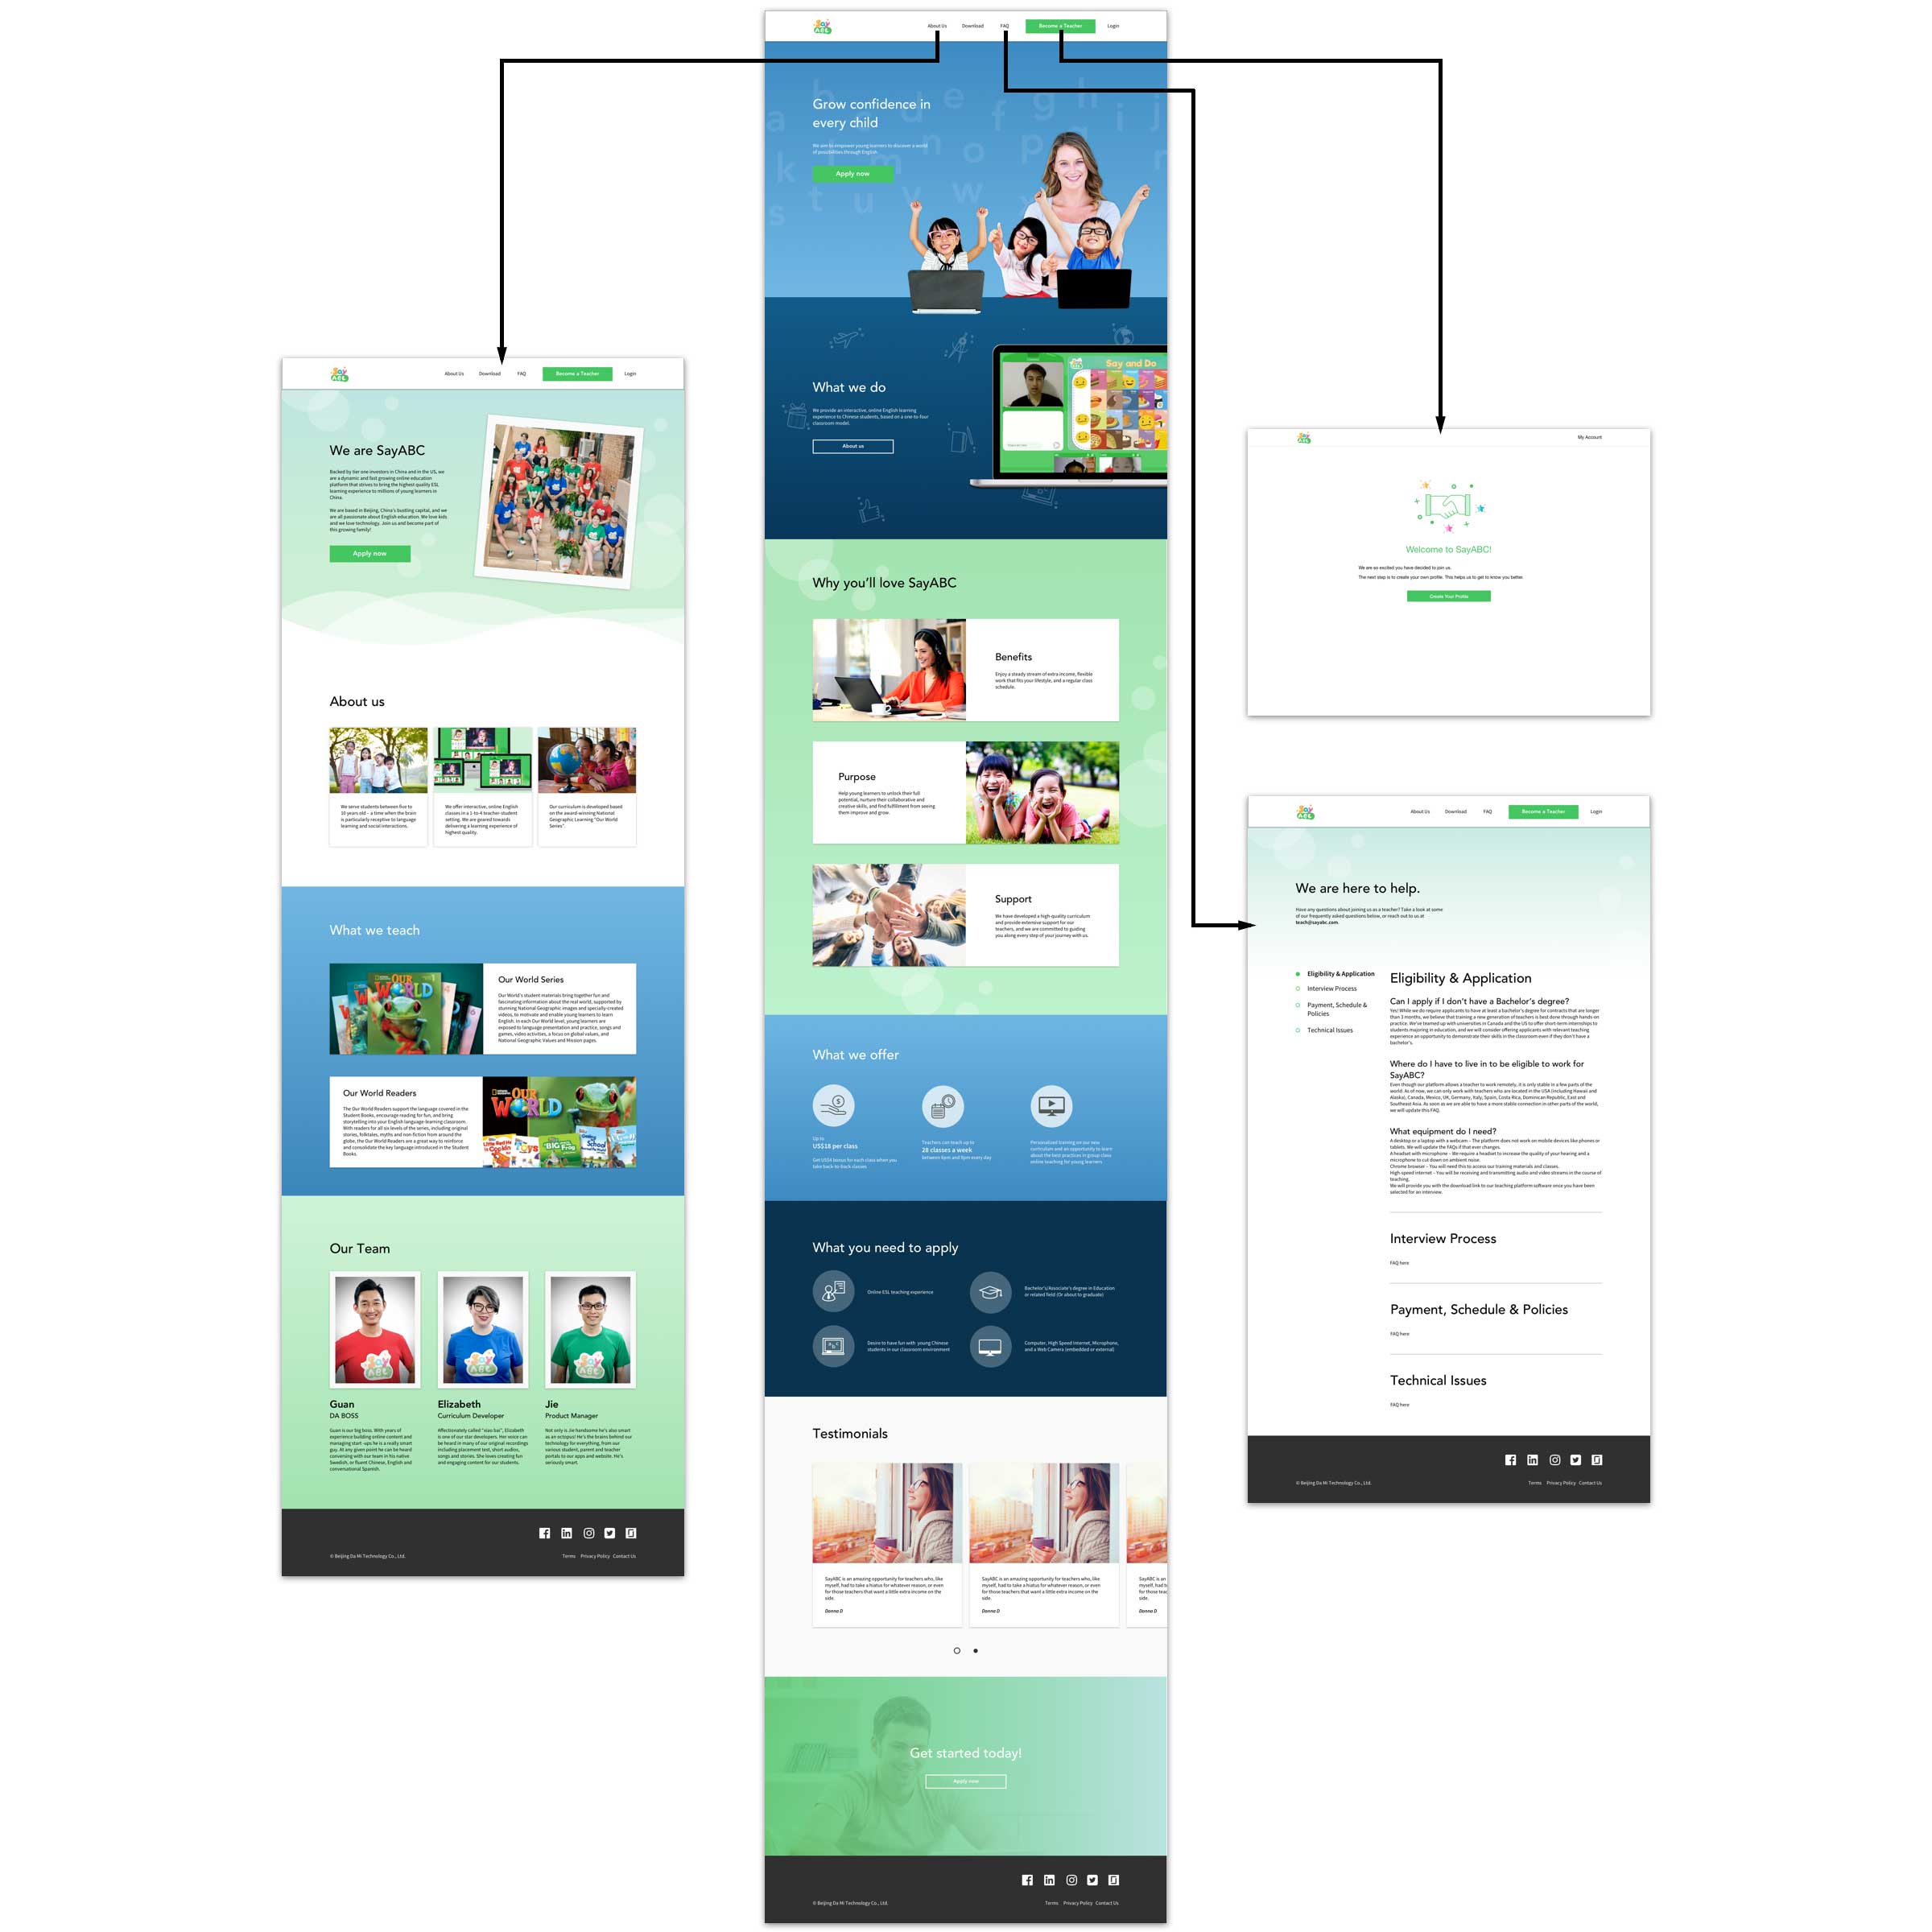 Say
ABC
About Us
Download
FAQ
Become a Teacher
Login
Grow confidence in
every child
We aim to empower young learners to discover a world
of possibilities through English.
Apply now
What we do
We provide an interactive, online English learning
experience to Chinese students, based on a one-to-four
classroom model.
About us
Say and Do
Why you'll love SayABC
Benefits
Enjoy a steady stream of extra income, flexible
work that fits your lifestyle, and a regular class
schedule.
Purpose
Help young learners to unlock their full
potential, nurture their collaborative and
creative skills, and find fulfillment from seeing
them improve and grow.
Support
We have developed a high-quality curriculum
and provide extensive support for our
teachers, and we are committed to guiding
you along every step of your journey with us.
What we offer
Up to
US$18 per class
Get US$4 bonus for each class when you
take back-to-back classes
Teachers can teach up to
28 classes a week
between 6pm and 8pm every day
Personalized training on our new
curriculum and an opportunity to learn
about the best practices in group class
online teaching for young learners
What you need to apply
Online ESL teaching experience
Bachelor's/Associate's degree in Education
or related field (Or about to graduate)
Desire to have fun with young Chinese
students in our classroom environment
Computer, High Speed Internet, Microphone,
and a Web Camera (embedded or external)
Testimonials
SayABC is an amazing opportunity for teachers who, like
myself, had to take a hiatus for whatever reason, or even
for those teachers that want a little extra income on the
side.
Donna D
SayABC is an amazing opportunity for teachers who, like
myself, had to take a hiatus for whatever reason, or even
for those teachers that want a little extra income on the
side.
Donna D
SayABC is an
myself, had t
for those teac
side.
Donna D
Get started today!
Apply now
© Beijing Da Mi Technology Co., Ltd.
Terms Privacy Policy Contact Us
Say
ABC
About Us
Download
FAQ
Become a Teacher
Login
We are SayABC
Backed by tier one investors in China and in the US, we
are a dynamic and fast growing online education
platform that strives to bring the highest quality ESL
learning experience to millions of young learners in
China.
We are based in Beijing, China's bustling capital, and we
are all passionate about English education. We love kids
and we love technology. Join us and become part of
this growing family!
Apply now
About us
We serve students between five to
10 years old – a time when the brain
is particularly receptive to language
learning and social interactions.
We offer interactive, online English
classes in a 1-to-4 teacher-student
setting. We are geared towards
delivering a learning experience of
highest quality.
Our curriculum is developed based
on the award-winning National
Geographic Learning "Our World
Series".
What we teach
OUR
WORLD
Our World Series
Our World's student materials bring together fun and
fascinating information about the real world, supported by
stunning National Geographic images and specially-created
videos, to motivate and enable young learners to learn
English. In each Our World level, young learners are
exposed to language presentation and practice, songs and
games, video activities, a focus on global values, and
National Geographic Values and Mission pages.
Our World Readers
The Our World Readers support the language covered in the
Student Books, encourage reading for fun, and bring
storytelling into your English-language-learning classroom.
With readers for all six levels of the series, including original
stories, folktales, myths and non-fiction from around the
globe, the Our World Readers are a great way to reinforce
and consolidate the key language introduced in the Student
Books.
OUR
WORLD
Our Team
Guan
DA BOSS
Guan is our big boss. With years of
experience building online content and
managing start -ups he is a really smart
guy. At any given point he can be heard
conversing with our team in his native
Swedish, or fluent Chinese, English and
conversational Spanish.
Elizabeth
Curriculum Developer
Affectionately called "xiao bai", Elizabeth
is one of our star developers. Her voice can
be heard in many of our original recordings
including placement test, short audios,
songs and stories. She loves creating fun
and engaging content for our students.
Jie
Product Manager
Not only is Jie handsome he's also smart
as an octopus! He's the brains behind our
technology for everything, from our
various student, parent and teacher
portals to our apps and website. He's
seriously smart.
© Beijing Da Mi Technology Co., Ltd.
Terms Privacy Policy Contact Us
My Account
Welcome to SayABC!
We are so excited you have decided to join us.
The next step is to create your own profile. This helps us to get to know you better.
Create Your Profile
Say
ABC
About Us
Download
FAQ
Become a Teacher
Login
We are here to help.
Have any questions about joining us as a teacher? Take a look at some
of our frequently asked questions below, or reach out to us at
teach@sayabc.com.
Eligibility & Application
Interview Process
Payment, Schedule &
Policies
Technical Issues
Eligibility & Application
Can I apply if I don't have a Bachelor's degree?
Yes! While we do require applicants to have at least a bachelor's degree for contracts that are longer
than 3 months, we believe that training a new generation of teachers is best done through hands-on
practice. We've teamed up with universities in Canada and the US to offer short-term internships to
students majoring in education, and we will consider offering applicants with relevant teaching
experience an opportunity to demonstrate their skills in the classroom even if they don't have a
bachelor's.
Where do I have to live in to be eligible to work for
SayABC?
Even though our platform allows a teacher to work remotely, it is only stable in a few parts of the
world. As of now, we can only work with teachers who are located in the USA (including Hawaii and
Alaska), Canada, Mexico, UK, Germany, Italy, Spain, Costa Rica, Dominican Republic, East and
Southeast Asia. As soon as we are able to have a more stable connection in other parts of the world,
we will update this FAQ.
What equipment do I need?
A desktop or a laptop with a webcam – The platform does not work on mobile devices like phones or
tablets. We will update the FAQs if that ever changes.
A headset with microphone – We require a headset to increase the quality of your hearing and a
microphone to cut down on ambient noise.
Chrome browser – You will need this to access our training materials and classes.
High-speed internet – You will be receiving and transmitting audio and video streams in the course of
teaching.
We will provide you with the download link to our teaching platform software once you have been
selected for an interview.
Interview Process
FAQ here
Payment, Schedule & Policies
FAQ here
Technical Issues
FAQ here
© Beijing Da Mi Technology Co., Ltd.
Terms Privacy Policy Contact Us